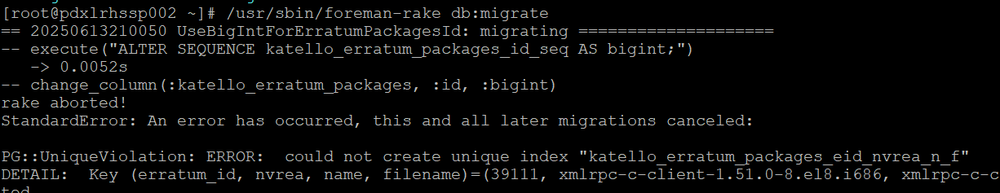 [root@pdxlrhssp002 ~]# /usr/sbin/foreman-rake db:migrate
== 20250613210050 UseBigIntForErratumPackagesId: migrating ====================
-- execute("ALTER SEQUENCE katello_erratum_packages_id_seq AS bigint;")
   -> 0.0052s
-- change_column(:katello_erratum_packages, :id, :bigint)
rake aborted!
StandardError: An error has occurred, this and all later migrations canceled:

PG::UniqueViolation: ERROR:  could not create unique index "katello_erratum_packages_eid_nvrea_n_f"
DETAIL:  Key (erratum_id, nvrea, name, filename)=(39111, xmlrpc-c-client-1.51.0-8.el8.i686, xmlrpc-c-c
ted